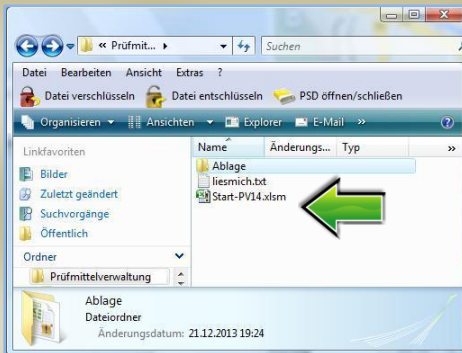 « Prüfmit...
Suchen
Datei Bearbeiten Ansicht Extras ?
Datei verschlüseln Datei entschlüsseln PSD öffnen/schließen
Organisieren Ansichten Explorer E-Mail » ?
Linkfavoriten
Name Änderungs... Typ »
Bilder
Ablage
Zuletzt geändert
liesmich.txt
Suchvorgänge
Start-PV14.xlsm
Öffentlich
Ordner
Prüfmittelverwaltung
Ablage
Dateiordner
Änderungsdatum: 21.12.2013 19:24